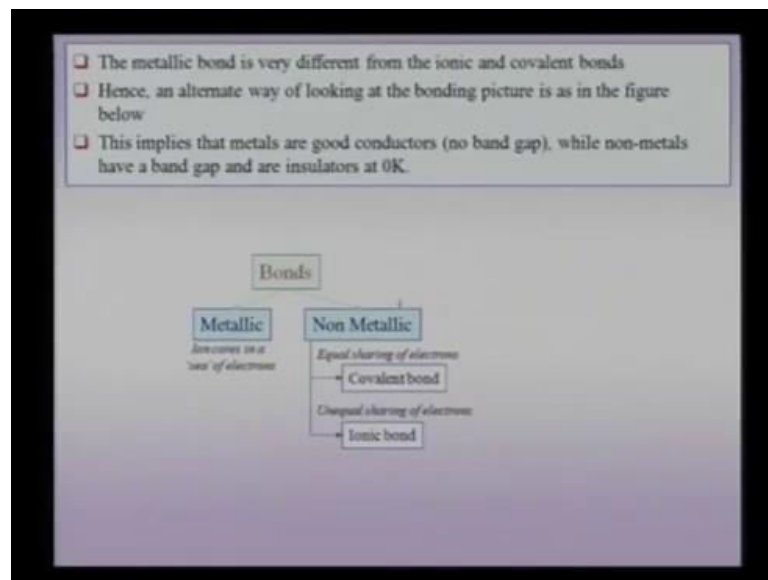 The metallic bond is very different from the ionic and covalent bonds
Hence, an alternate way of looking at the bonding picture is as in the figure
below
This implies that metals are good conductors (no band gap), while non-metals
have a band gap and are insulators at 0K.
Bonds
Metallic
Non Metallic
Ion cores in a
'sea' of electrons
Equal sharing of electrons
Covalent bond
Unequal sharing of electrons
Ionic bond